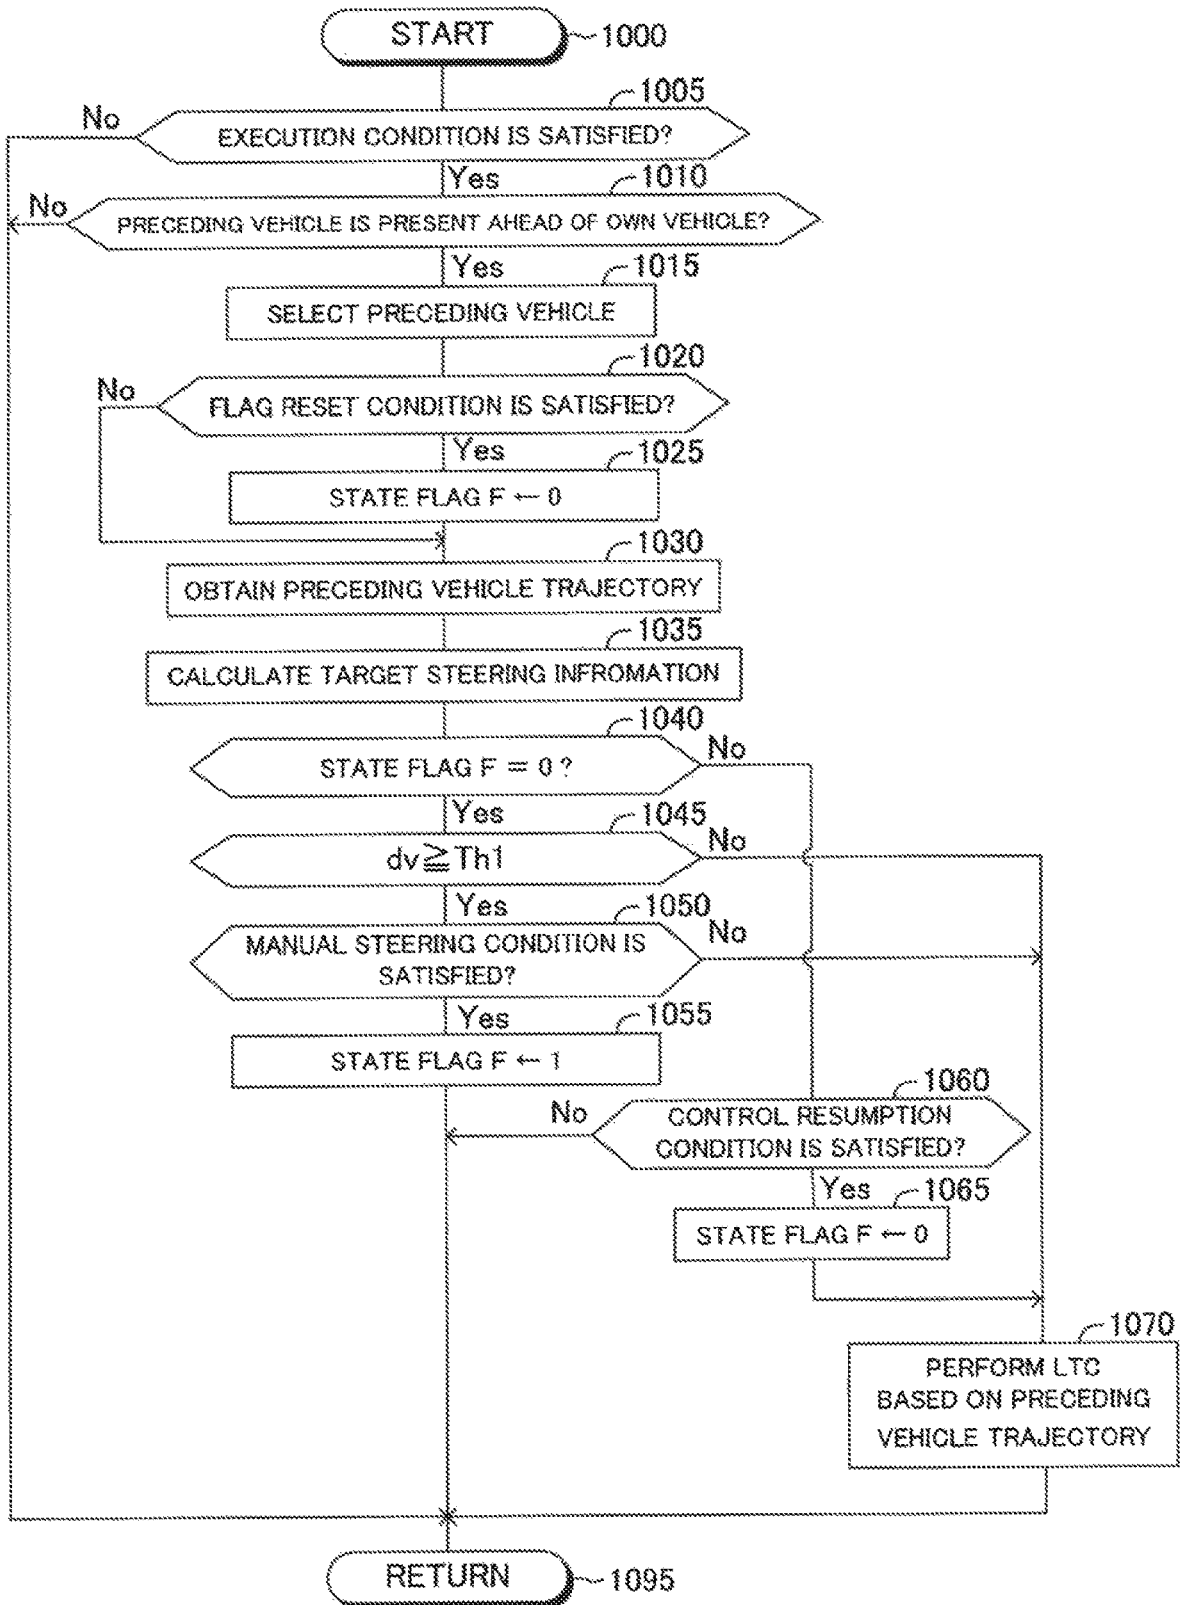 START
1000
1005
No
EXECUTION CONDITION IS SATISFIED?
Yes
1010
No
PRECEDING VEHICLE IS PRESENT AHEAD OF OWN VEHICLE?
Yes
1015
SELECT PRECEDING VEHICLE
1020
No
FLAG RESET CONDITION IS SATISFIED?
Yes
1025
STATE FLAG F ← 0
1030
OBTAIN PRECEDING VEHICLE TRAJECTORY
1035
CALCULATE TARGET STEERING INFROMATION
1040
No
STATE FLAG F = 0 ?
Yes
1045
No
dv≧Th1
Yes
1050
No
MANUAL STEERING CONDITION IS
SATISFIED?
Yes
1055
STATE FLAG F ← 1
1060
No
CONTROL RESUMPTION
CONDITION IS SATISFIED?
Yes
1065
STATE FLAG F ← 0
1070
PERFORM LTC
BASED ON PRECEDING
VEHICLE TRAJECTORY
RETURN
1095